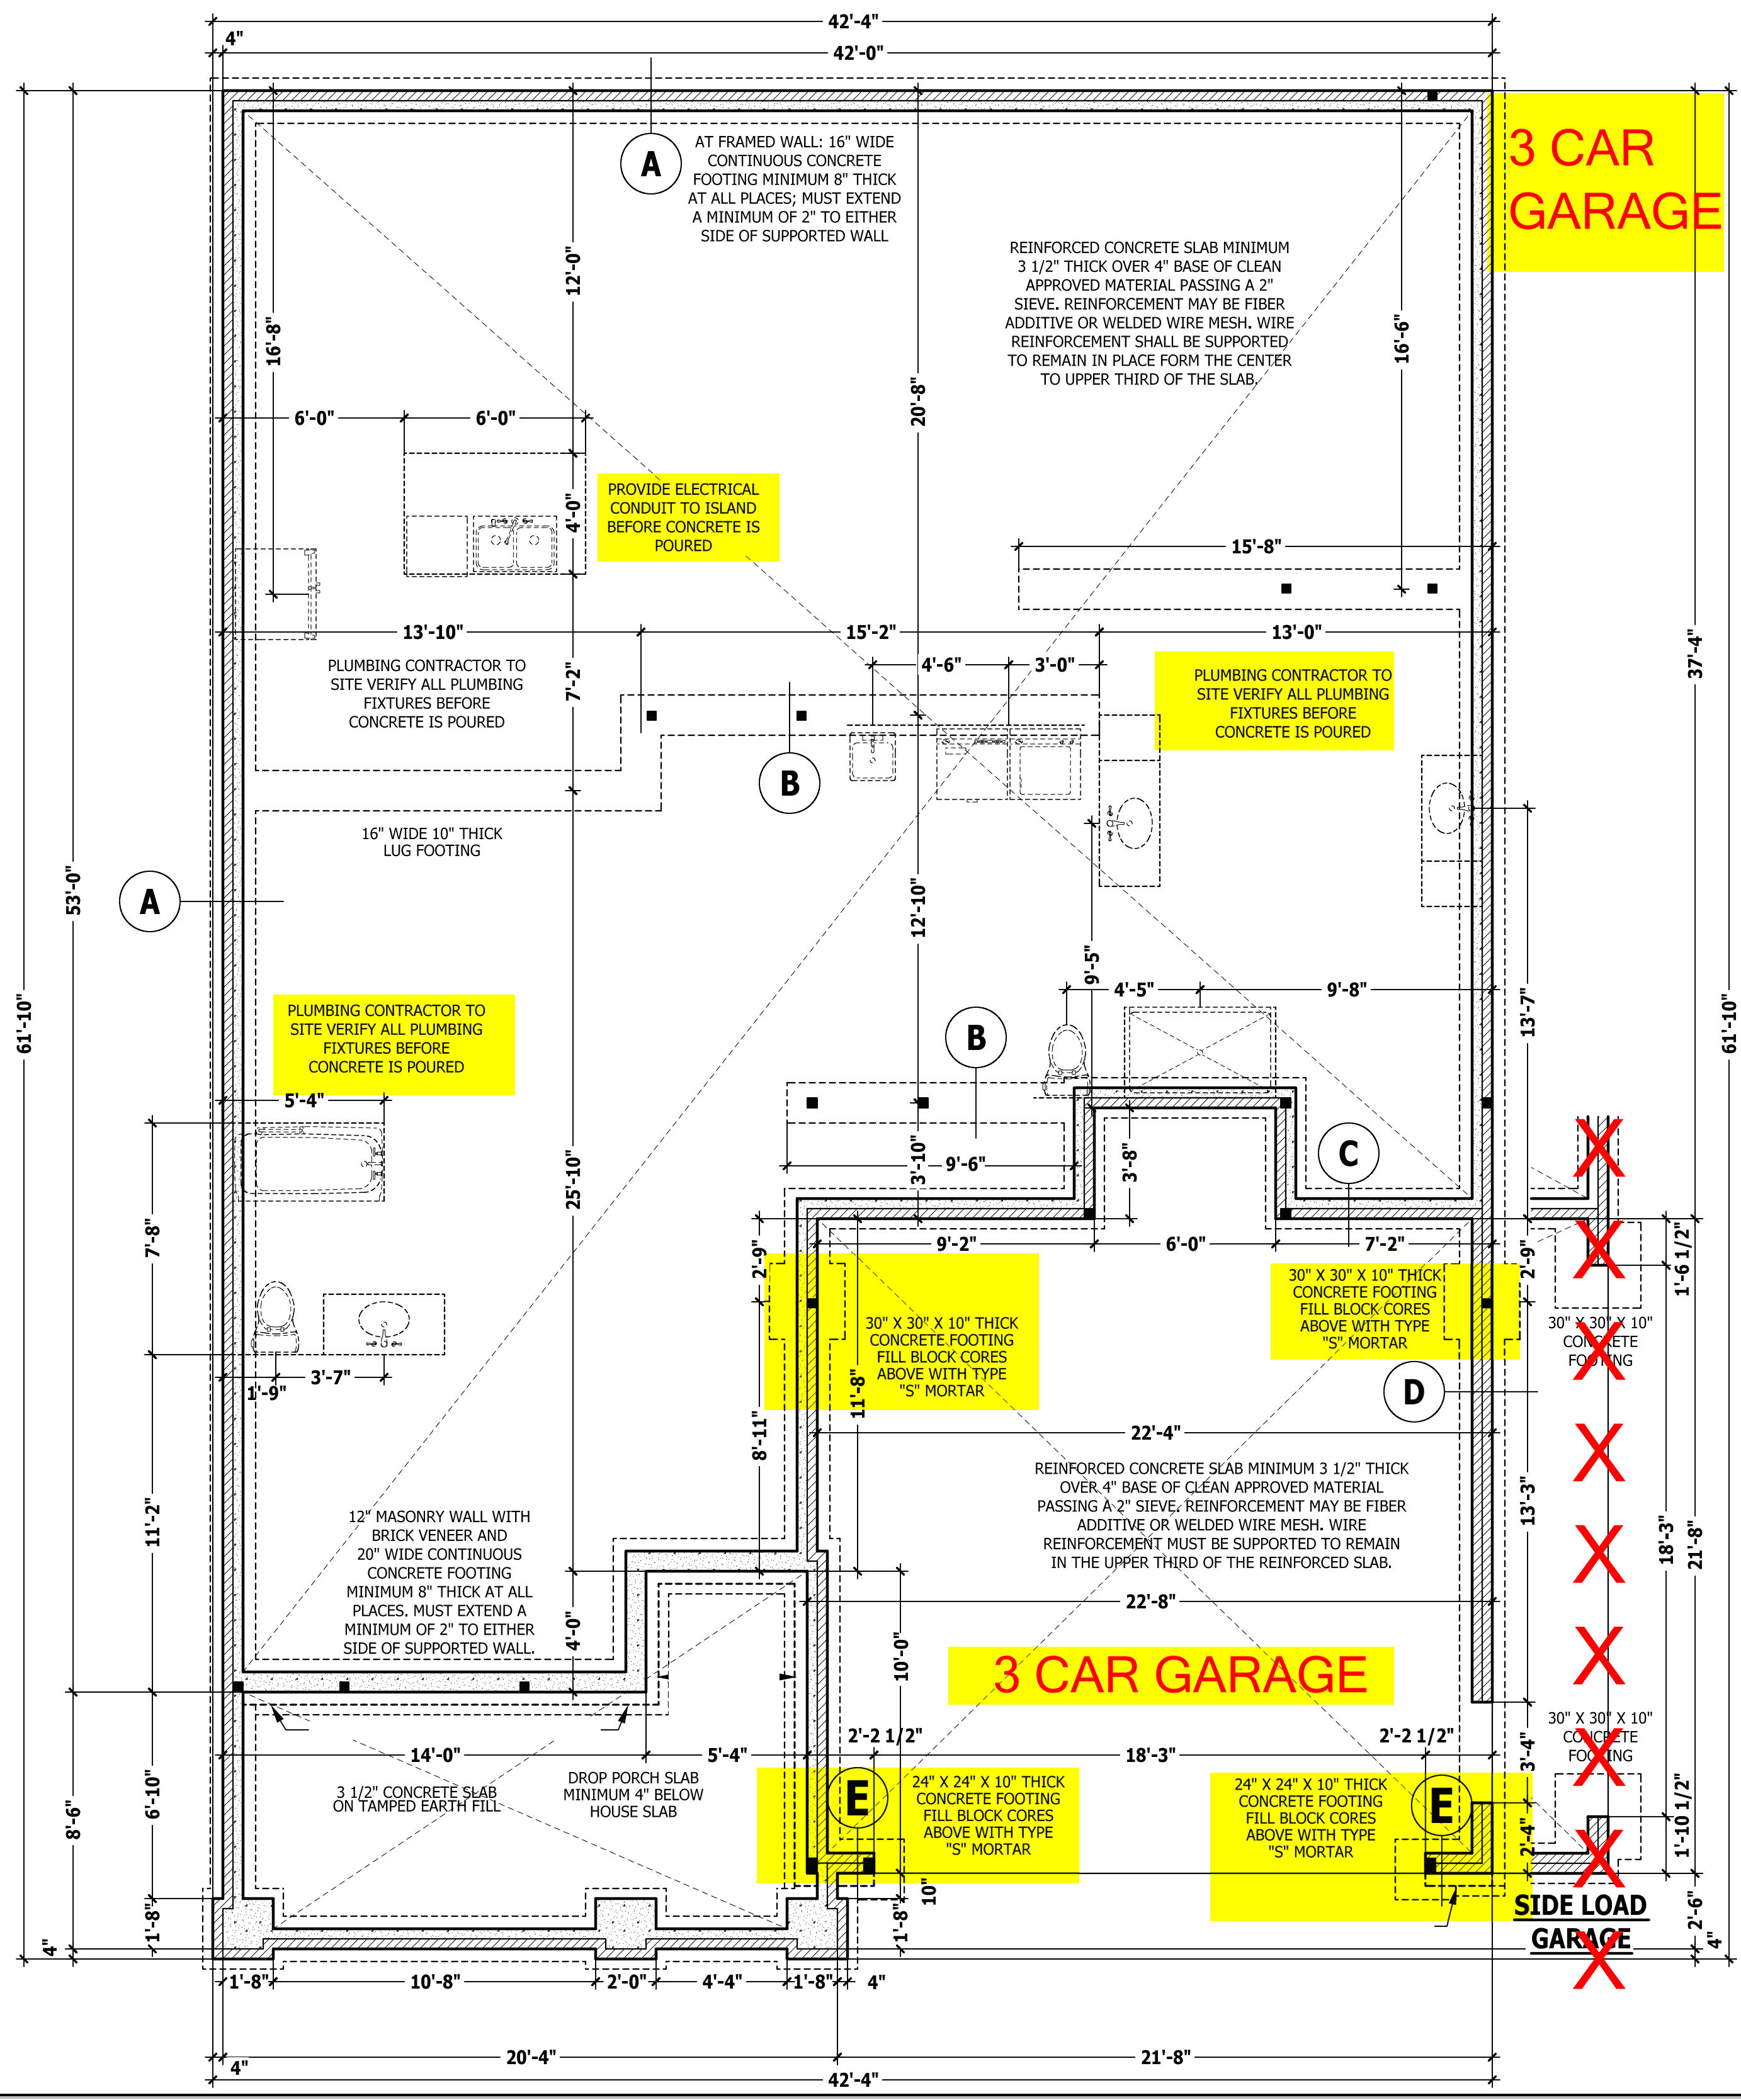 42'-4"
4"
42'-0"
3 CAR
GARAGE
A
AT FRAMED WALL: 16" WIDE
CONTINUOUS CONCRETE
FOOTING MINIMUM 8" THICK
AT ALL PLACES; MUST EXTEND
A MINIMUM OF 2" TO EITHER
SIDE OF SUPPORTED WALL
REINFORCED CONCRETE SLAB MINIMUM
3 1/2" THICK OVER 4" BASE OF CLEAN
APPROVED MATERIAL PASSING A 2"
SIEVE. REINFORCEMENT MAY BE FIBER
ADDITIVE OR WELDED WIRE MESH. WIRE
REINFORCEMENT SHALL BE SUPPORTED
TO REMAIN IN PLACE FORM THE CENTER
TO UPPER THIRD OF THE SLAB.
12'-0"
16'-8"
20'-8"
16'-6"
6'-0"
6'-0"
4'-0"
PROVIDE ELECTRICAL
CONDUIT TO ISLAND
BEFORE CONCRETE IS
POURED
15'-8"
13'-10"
15'-2"
13'-0"
37'-4"
PLUMBING CONTRACTOR TO
SITE VERIFY ALL PLUMBING
FIXTURES BEFORE
CONCRETE IS POURED
7'-2"
4'-6"
3'-0"
PLUMBING CONTRACTOR TO
SITE VERIFY ALL PLUMBING
FIXTURES BEFORE
CONCRETE IS POURED
B
16" WIDE 10" THICK
LUG FOOTING
53'-0"
A
12'-10"
9'-5"
61'-10"
61'-10"
PLUMBING CONTRACTOR TO
SITE VERIFY ALL PLUMBING
FIXTURES BEFORE
CONCRETE IS POURED
4'-5"
9'-8"
13'-7"
B
5'-4"
25'-10"
3'-10"
9'-6"
3'-8"
C
X
7'-8"
2'-9"
9'-2"
6'-0"
7'-2"
2'-9"
X
1'-6 1/2"
30" X 30" X 10" THICK
CONCRETE FOOTING
FILL BLOCK CORES
ABOVE WITH TYPE
"S" MORTAR
30" X 30" X 10" THICK
CONCRETE FOOTING
FILL BLOCK CORES
ABOVE WITH TYPE
"S" MORTAR
30" X 30" X 10"
CONCRETE
FOOTING
X
1'-9"
3'-7"
11'-8"
D
8'-11"
22'-4"
X
REINFORCED CONCRETE SLAB MINIMUM 3 1/2" THICK
OVER 4" BASE OF CLEAN APPROVED MATERIAL
PASSING A 2" SIEVE. REINFORCEMENT MAY BE FIBER
ADDITIVE OR WELDED WIRE MESH. WIRE
REINFORCEMENT MUST BE SUPPORTED TO REMAIN
IN THE UPPER THIRD OF THE REINFORCED SLAB.
11'-2"
12" MASONRY WALL WITH
BRICK VENEER AND
20" WIDE CONTINUOUS
CONCRETE FOOTING
MINIMUM 8" THICK AT ALL
PLACES. MUST EXTEND A
MINIMUM OF 2" TO EITHER
SIDE OF SUPPORTED WALL.
13'-3"
18'-3"
21'-8"
X
22'-8"
4'-0"
10'-0"
3 CAR GARAGE
X
30" X 30" X 10"
CONCRETE
FOOTING
X
14'-0"
5'-4"
2'-2 1/2"
18'-3"
2'-2 1/2"
3'-4"
8'-6"
6'-10"
3 1/2" CONCRETE SLAB
ON TAMPED EARTH FILL
DROP PORCH SLAB
MINIMUM 4" BELOW
HOUSE SLAB
E
24" X 24" X 10" THICK
CONCRETE FOOTING
FILL BLOCK CORES
ABOVE WITH TYPE
"S" MORTAR
24" X 24" X 10" THICK
CONCRETE FOOTING
FILL BLOCK CORES
ABOVE WITH TYPE
"S" MORTAR
E
2'-4"
X
1'-10 1/2"
10"
SIDE LOAD
GARAGE
X
4"
1'-8"
1'-8"
2'-6"
4"
1'-8"
10'-8"
2'-0"
4'-4"
1'-8"
4"
4"
20'-4"
21'-8"
42'-4"